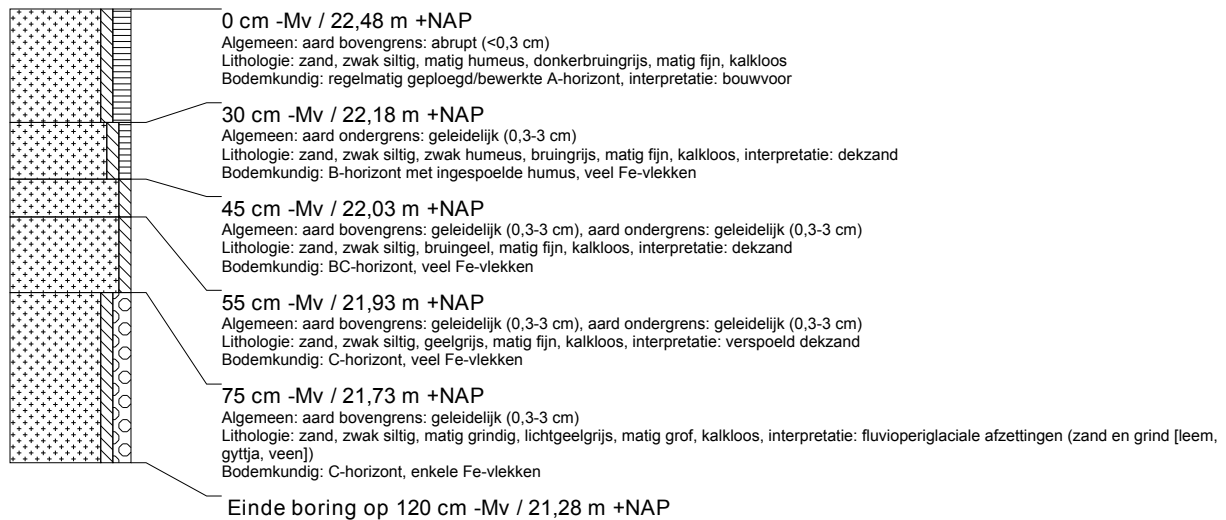 0 cm -Mv / 22,48 m +NAP
Algemeen: aard bovengrens: abrupt (<0,3 cm)
Lithologie: zand, zwak siltig, matig humeus, donkerbruingrijs, matig fijn, kalkloos
Bodemkundig: regelmatig geploegd/bewerkte A-horizont, interpretatie: bouwvoor
30 cm -Mv / 22,18 m +NAP
Algemeen: aard ondergrens: geleidelijk (0,3-3 cm)
Lithologie: zand, zwak siltig, zwak humeus, bruingrijs, matig fijn, kalkloos, interpretatie: dekzand
Bodemkundig: B-horizont met ingespoelde humus, veel Fe-vlekken
45 cm -Mv / 22,03 m +NAP
Algemeen: aard bovengrens: geleidelijk (0,3-3 cm), aard ondergrens: geleidelijk (0,3-3 cm)
Lithologie: zand, zwak siltig, bruingeel, matig fijn, kalkloos, interpretatie: dekzand
Bodemkundig: BC-horizont, veel Fe-vlekken
55 cm -Mv / 21,93 m +NAP
Algemeen: aard bovengrens: geleidelijk (0,3-3 cm), aard ondergrens: geleidelijk (0,3-3 cm)
Lithologie: zand, zwak siltig, geelgrijs, matig fijn, kalkloos, interpretatie: verspoeld dekzand
Bodemkundig: C-horizont, veel Fe-vlekken
75 cm -Mv / 21,73 m +NAP
Algemeen: aard bovengrens: geleidelijk (0,3-3 cm)
Lithologie: zand, zwak siltig, matig grindig, lichtgeelgrijs, matig grof, kalkloos, interpretatie: fluvioperiglaciale afzettingen (zand en grind [leem,
gyttja, veen])
Bodemkundig: C-horizont, enkele Fe-vlekken
Einde boring op 120 cm -Mv / 21,28 m +NAP